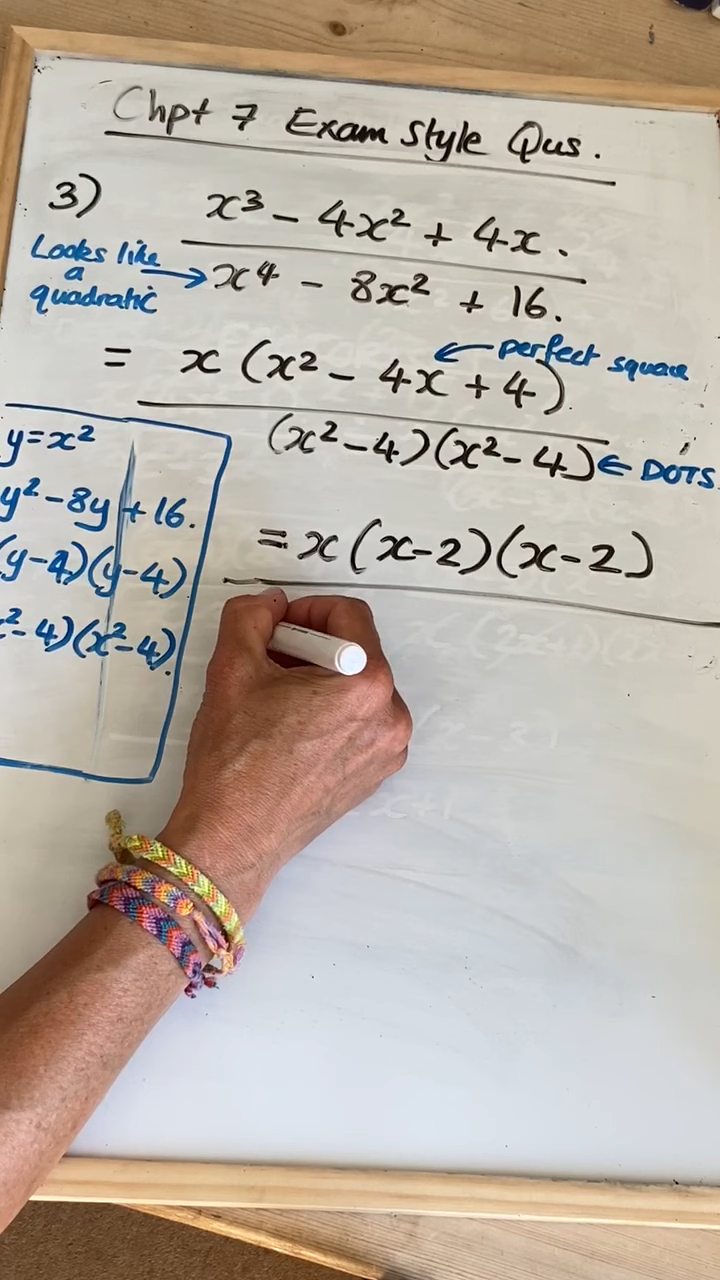 Chpt 7 Exam Style Qus.
3) x³ - 4x² + 4x.
Looks like
a
quadratic →
x⁴ - 8x² + 16.
= x (x² - 4x + 4)
← perfect square
(x²-4)(x²-4) ← DOTS.
y=x²
y²-8y+16.
(y-4)(y-4)
²-4)(x²-4)
= x(x-2)(x-2)